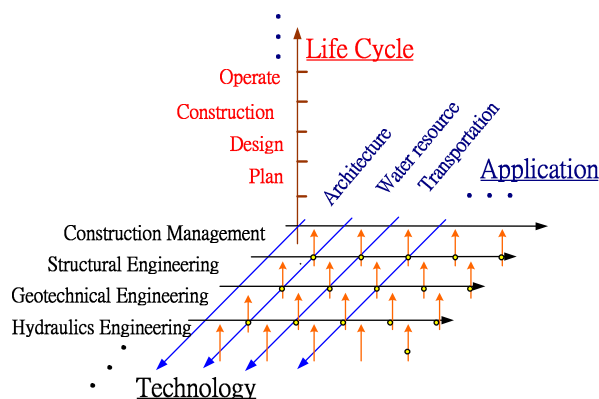 Life Cycle
Operate
Construction
Design
Plan
Architecture
Water resource
Transportation
Application
Construction Management
Structural Engineering
Geotechnical Engineering
Hydraulics Engineering
Technology